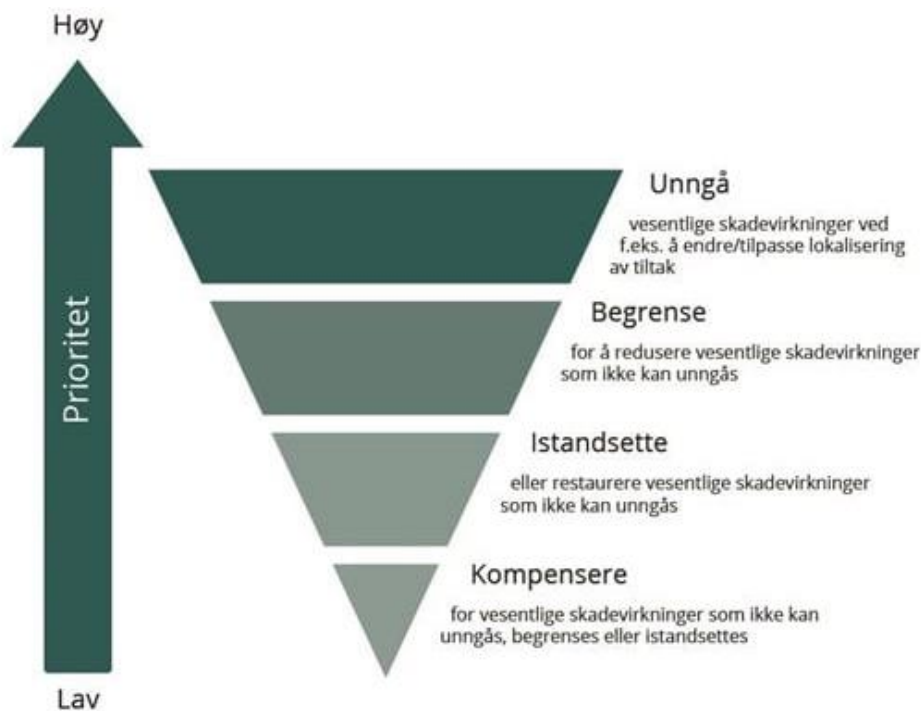 Høy
Prioritet
Unngå
vesentlige skadevirkninger ved
f.eks. å endre/tilpasse lokalisering
av tiltak
Begrense
for å redusere vesentlige skadevirkninger
som ikke kan unngås
Istandsette
eller restaurere vesentlige skadevirkninger
som ikke kan unngås
Kompensere
for vesentlige skadevirkninger som ikke kan
unngås, begrenses eller istandsettes
Lav